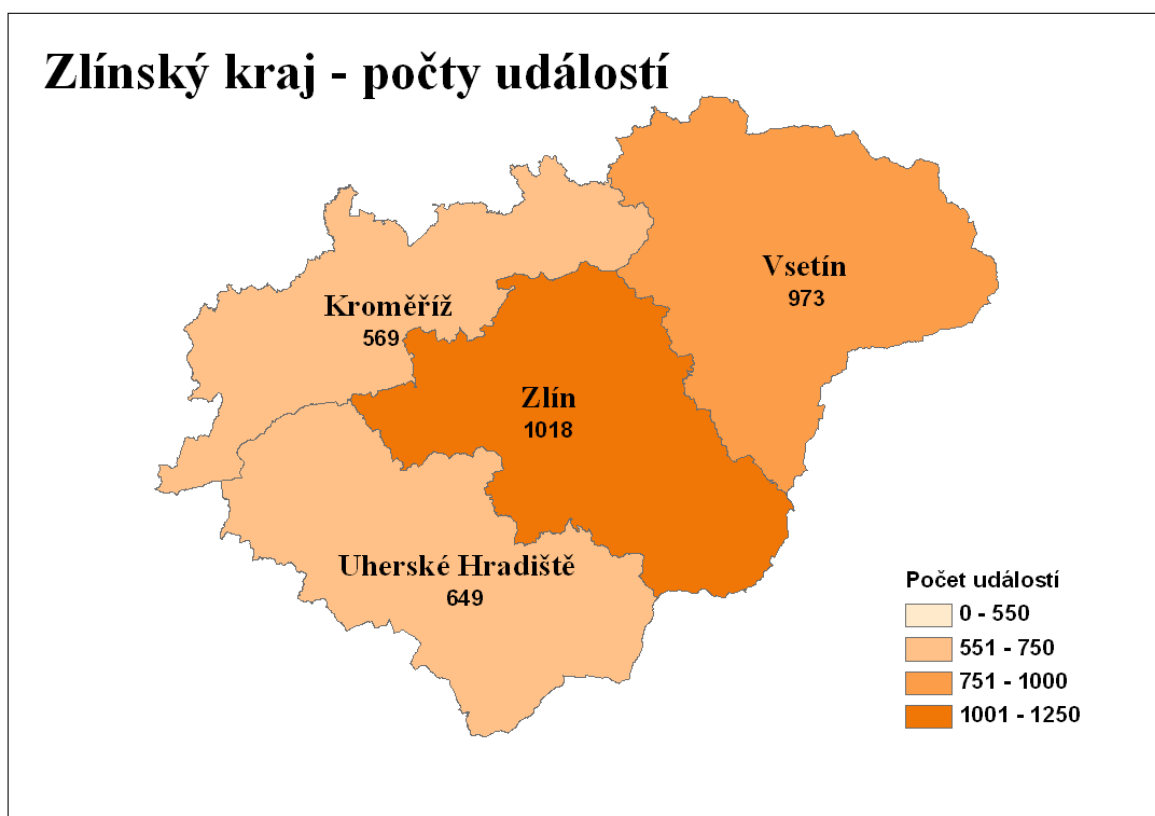 Zlínský kraj - počty událostí
Vsetín
973
Kroměříž
569
Zlín
1018
Uherské Hradiště
649
Počet událostí
0 - 550
551 - 750
751 - 1000
1001 - 1250